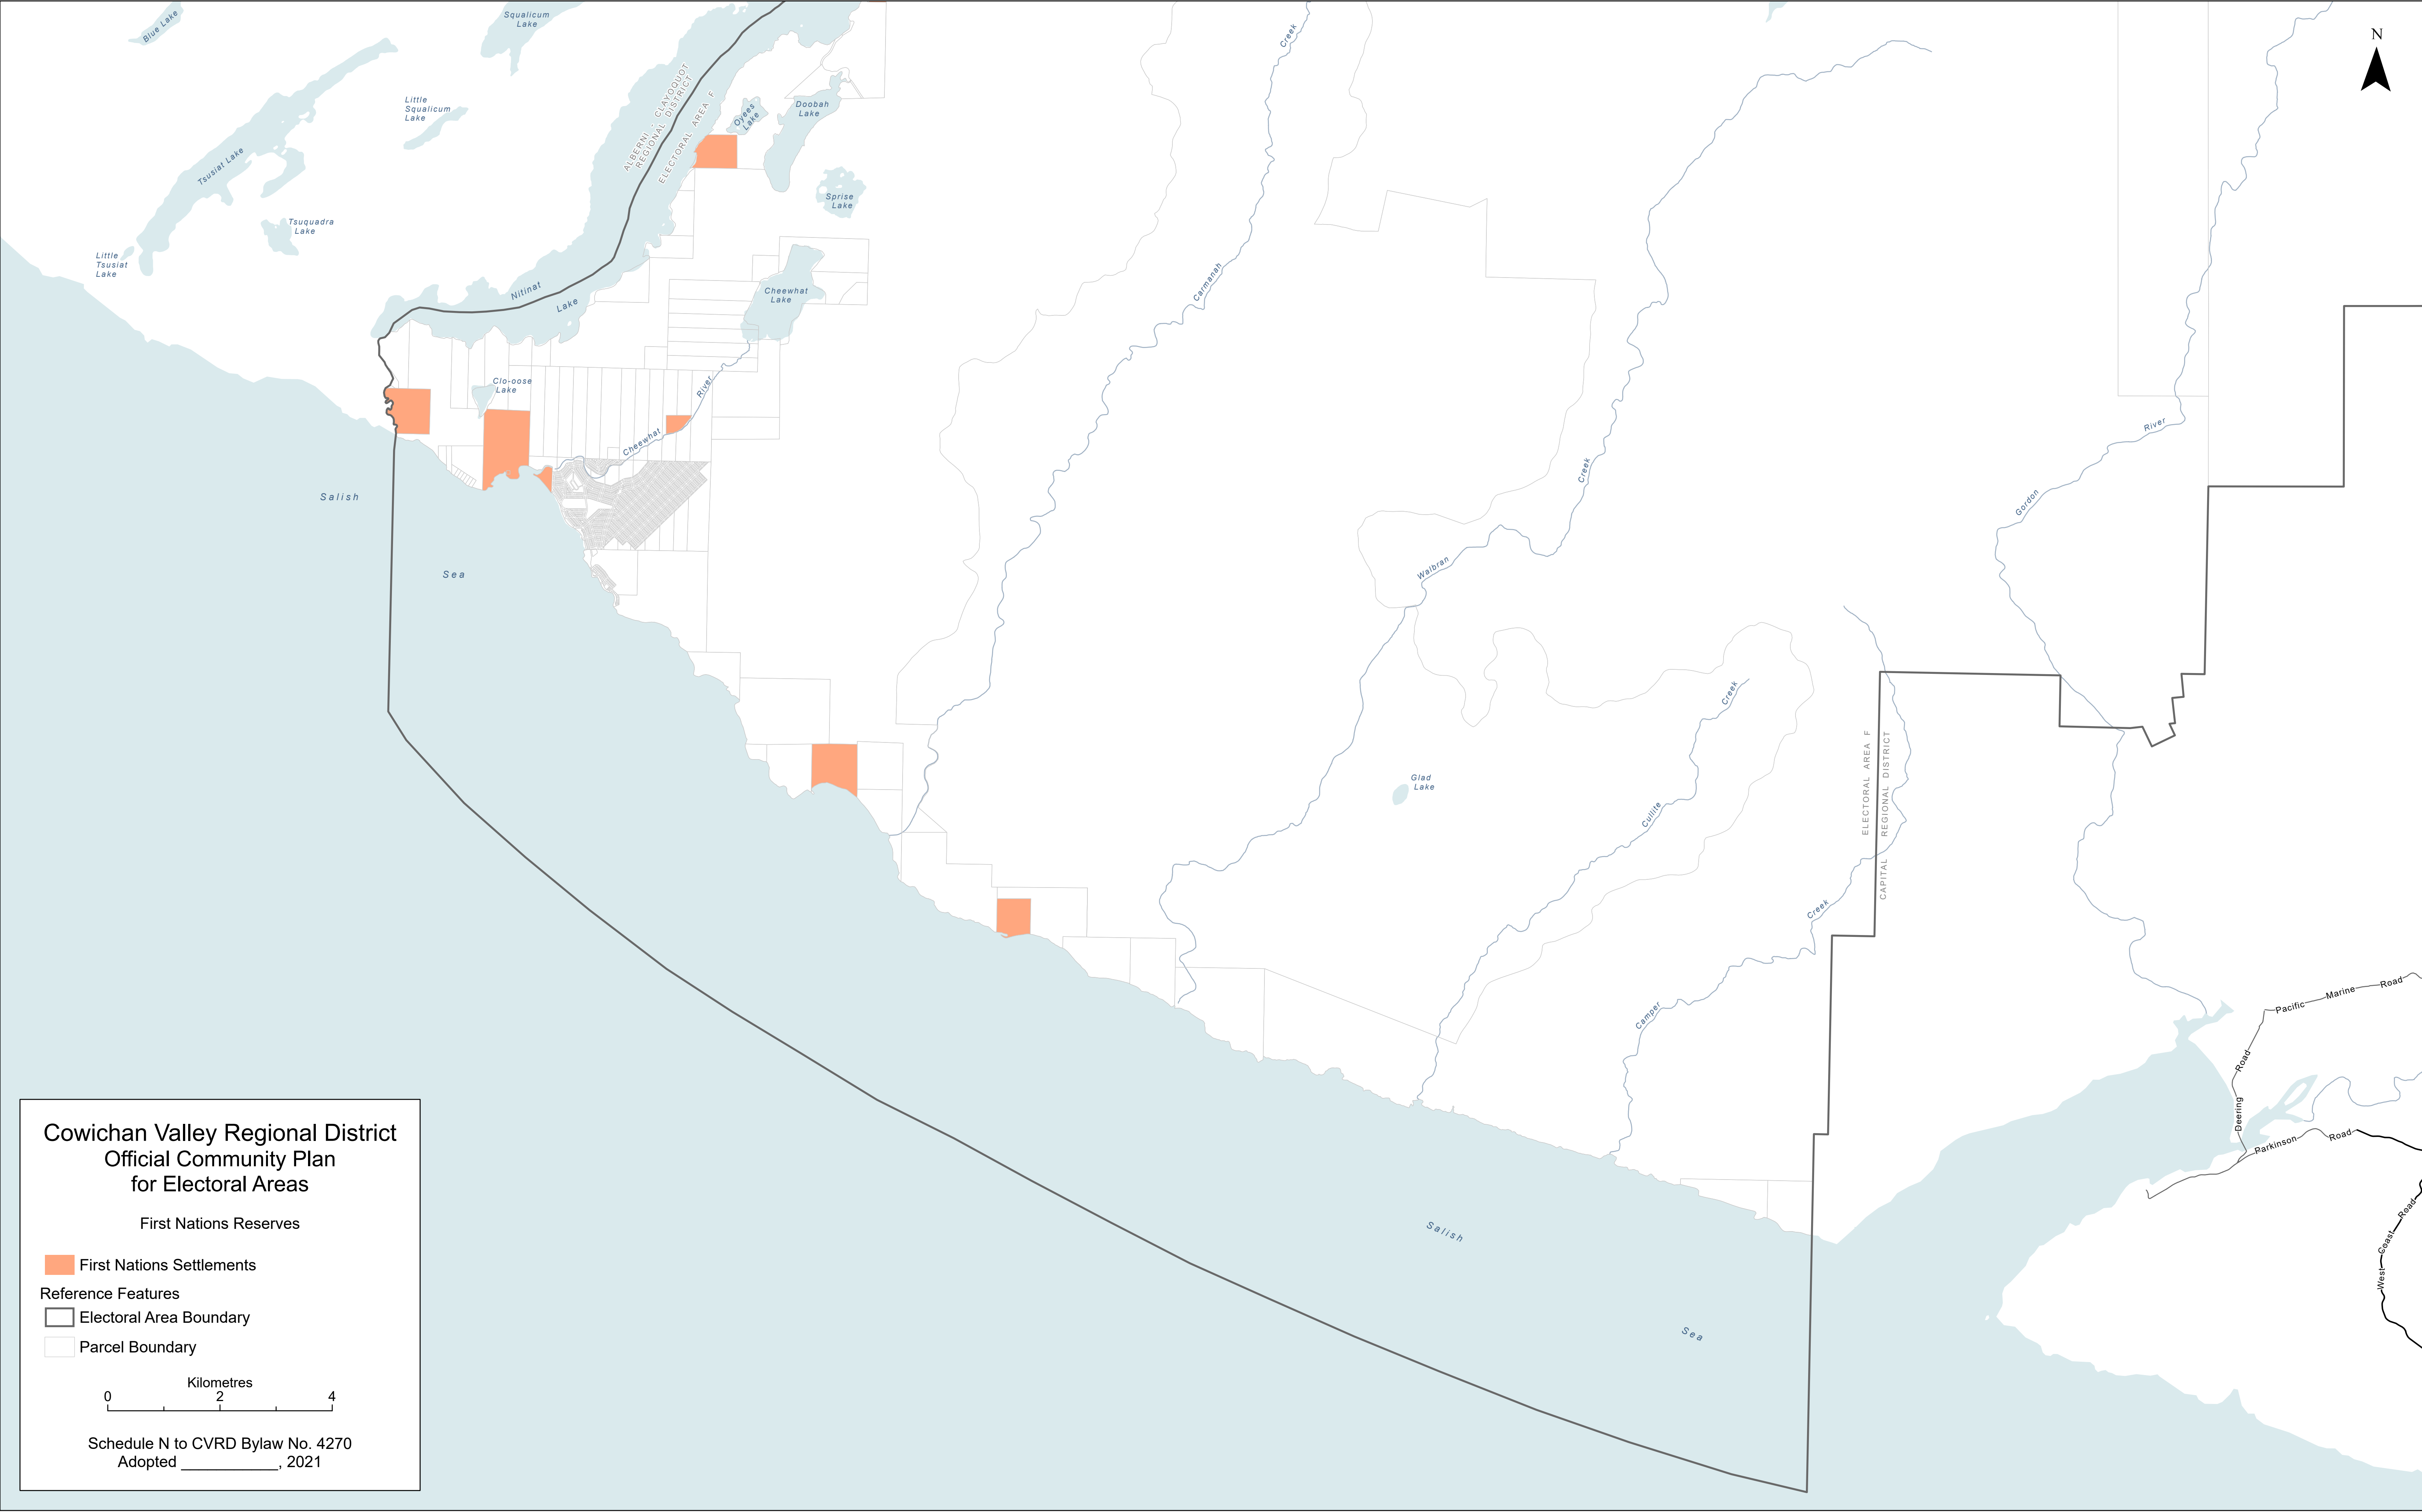 Blue Lake
Squalicum
Lake
N
Creek
Little
Squalicum
Lake
ALBERNI - CLAYOQUOT
REGIONAL DISTRICT
ELECTORAL AREA F
Oyees
Lake
Doobah
Lake
Tsusiat Lake
Sprise
Lake
Tsuquadra
Lake
Little
Tsusiat
Lake
Nitinat
Lake
Cheewhat
Lake
Carmanah
Clo-oose
Lake
River
Cheewhat
Creek
River
Gordon
Salish
Sea
Walbran
Creek
Glad
Lake
Cullite
ELECTORAL AREA F
CAPITAL REGIONAL DISTRICT
Creek
Camper
Pacific Marine Road
Road
Deering
Parkinson Road
West Coast Road
Salish
Sea
Cowichan Valley Regional District
Official Community Plan
for Electoral Areas
First Nations Reserves
First Nations Settlements
Reference Features
Electoral Area Boundary
Parcel Boundary
Kilometres
0 2 4
Schedule N to CVRD Bylaw No. 4270
Adopted ___________, 2021